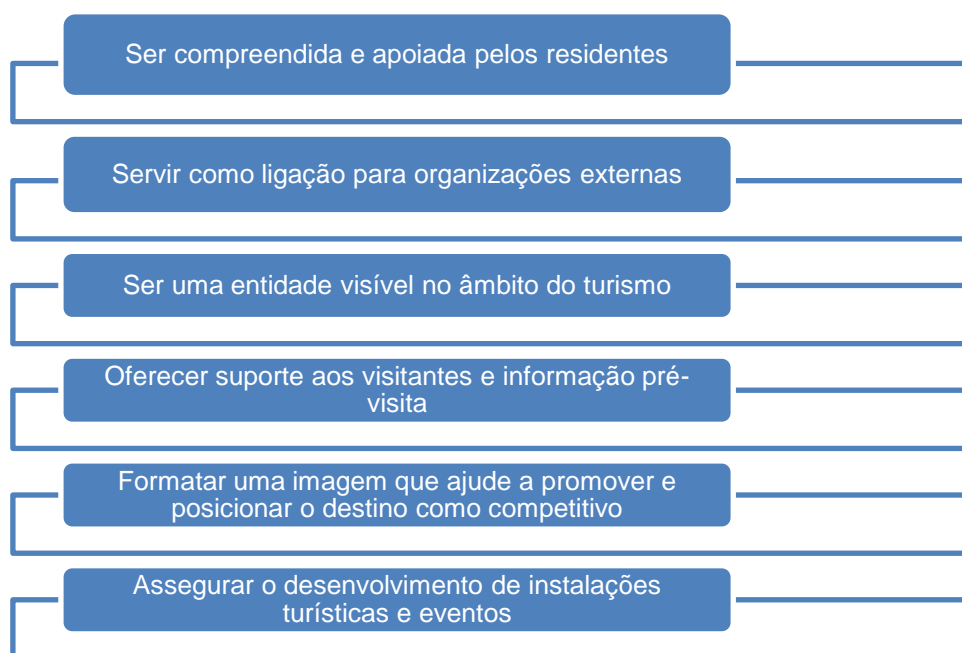 Ser compreendida e apoiada pelos residentes
Servir como ligação para organizações externas
Ser uma entidade visível no âmbito do turismo
Oferecer suporte aos visitantes e informação pré-
visita
Formatar uma imagem que ajude a promover e
posicionar o destino como competitivo
Assegurar o desenvolvimento de instalações
turísticas e eventos